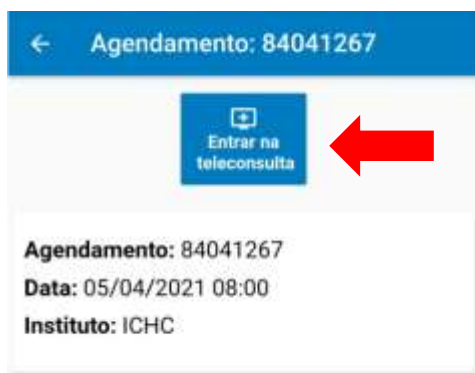 Agendamento: 84041267
Entrar na
teleconsulta
Agendamento: 84041267
Data: 05/04/2021 08:00
Instituto: ICHC